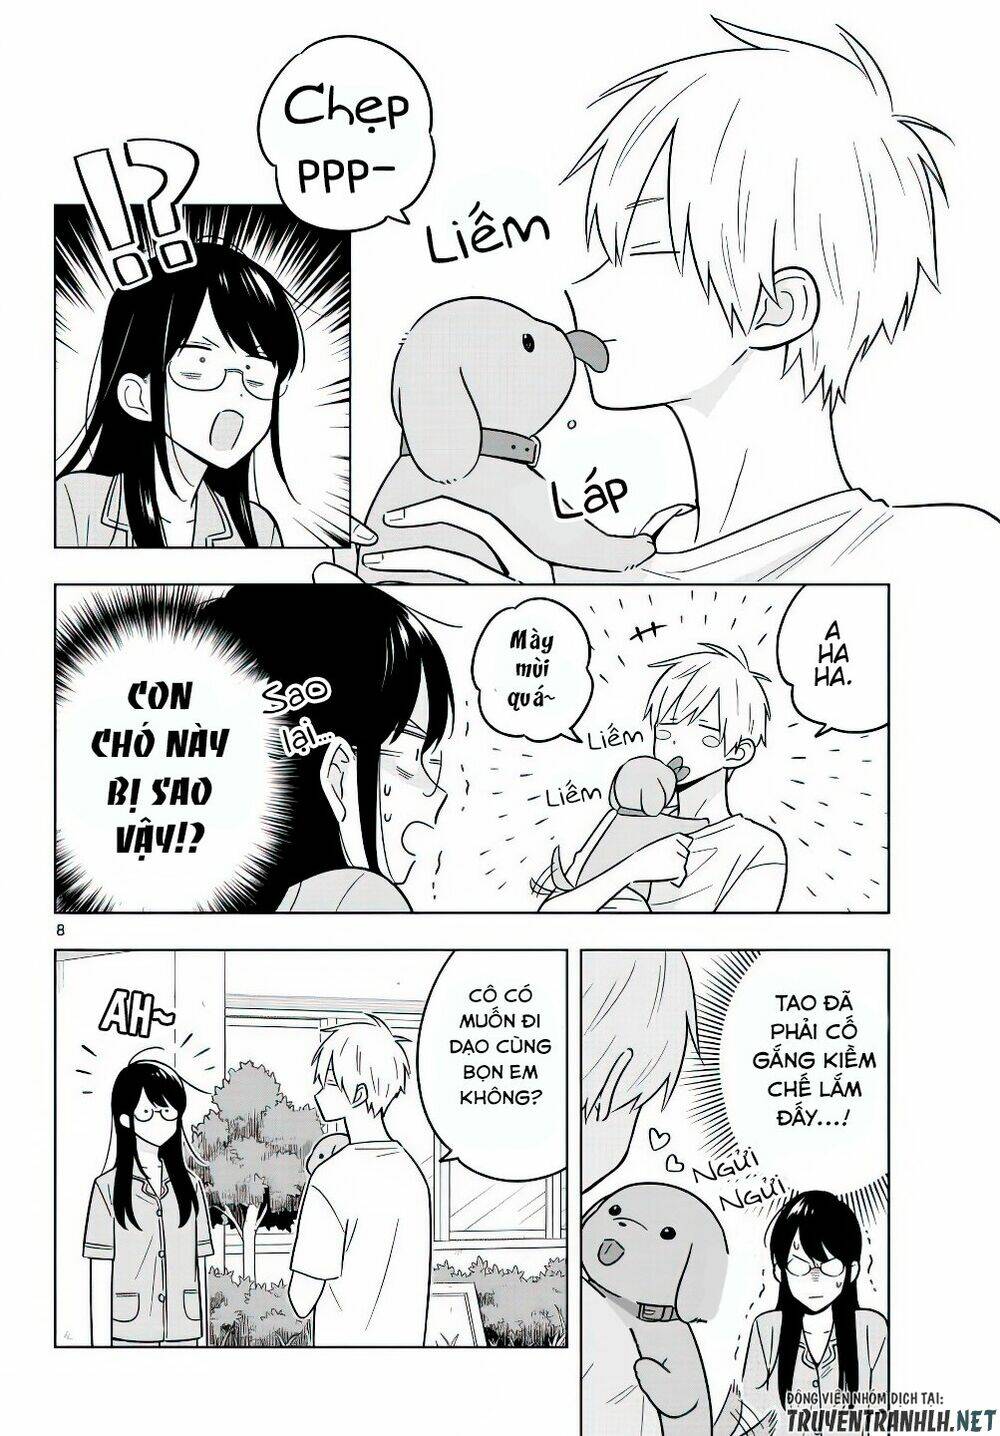 !?
Chẹp
PPP-
Liếm
Láp
A
HA
HA.
Mày
mùi
quá~
Liếm
Liếm
Sao
lại...
CON
CHÓ NÀY
BỊ SAO
VẬY!?
8
AH~
CÔ CÓ
MUỐN ĐI
DẠO CÙNG
BỌN EM
KHÔNG?
TAO ĐÃ
PHẢI CỐ
GẮNG KIỀM
CHẾ LẮM
ĐẤY...!
NGỬI
NGỬI
ĐỘNG VIÊN NHÓM DỊCH TẠI:
TRUYENTRANHLH.NET